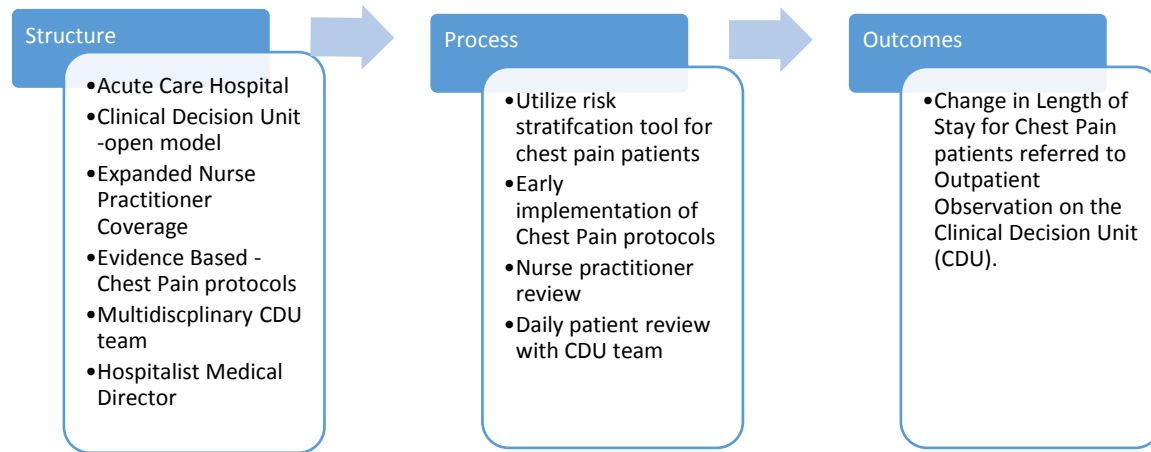 Structure
•Acute Care Hospital
•Clinical Decision Unit
-open model
•Expanded Nurse
Practitioner
Coverage
•Evidence Based -
Chest Pain protocols
•Multidiscplinary CDU
team
•Hospitalist Medical
Director
Process
•Utilize risk
stratifcation tool for
chest pain patients
•Early
implementation of
Chest Pain protocols
•Nurse practitioner
review
•Daily patient review
with CDU team
Outcomes
•Change in Length of
Stay for Chest Pain
patients referred to
Outpatient
Observation on the
Clinical Decision Unit
(CDU).